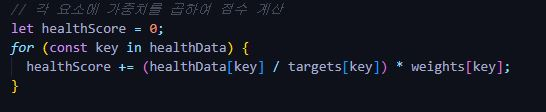 // 각 요소에 가중치를 곱하여 점수 계산
let healthScore = 0;
for (const key in healthData) {
  healthScore += (healthData[key] / targets[key]) * weights[key];
}